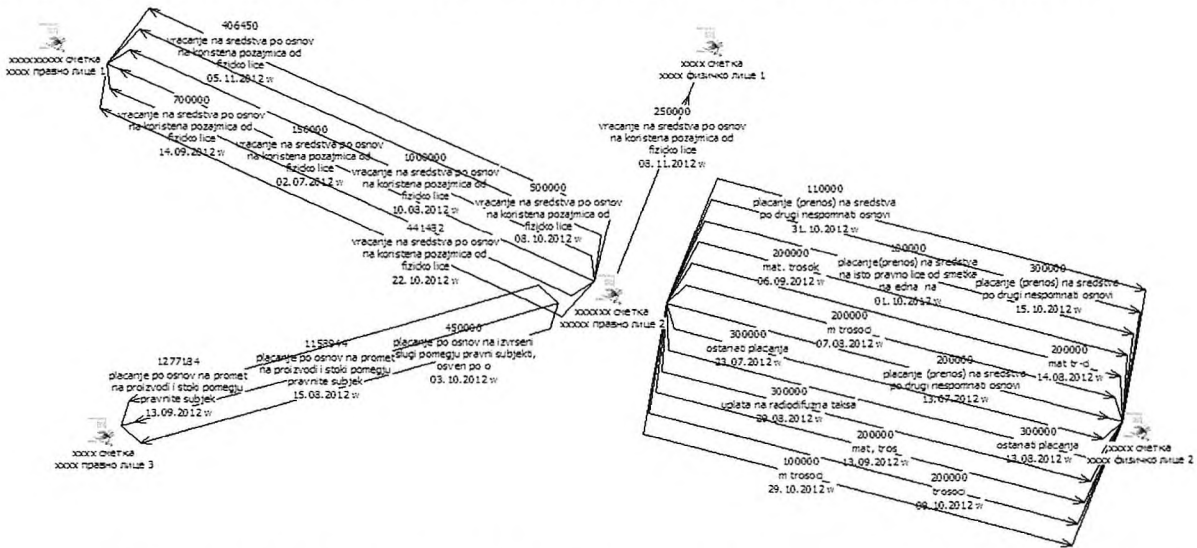 406450
vracanje na sredstva po osnov
na koristena pozajmica od
fizicko lice
05.11.2012 w
xxxxxxxxxx сметка
xxxx правно лице 1
700000
vracanje na sredstva po osnov
na koristena pozajmica od
fizicko lice
14.09.2012 w
150000
vracanje na sredstva po osnov
na koristena pozajmica od
fizicko lice
02.07.2012 w
1000000
vracanje na sredstva po osnov
na koristena pozajmica od
fizicko lice
10.08.2012 w
500000
vracanje na sredstva po osnov
na koristena pozajmica od
fizicko lice
08.10.2012 w
441432
vracanje na sredstva po osnov
na koristena pozajmica od
fizicko lice
22.10.2012 w
xxxx сметка
xxxx физичко лице 1
250000
vracanje na sredstva po osnov
na koristena pozajmica od
fizicko lice
08.11.2012 w
xxxxxx сметка
xxxxx правно лице 2
450000
placanje po osnov na izvrseni
slugi pomegju pravni subjekti,
osven po o
03.10.2012 w
1153944
placanje po osnov na promet
na proizvodi i stoki pomegju
pravnite subjek
15.08.2012 w
1277134
placanje po osnov na promet
na proizvodi i stoki pomegju
pravnite subjek
13.09.2012 w
xxxx сметка
xxxx правно лице 3
110000
placanje (prenos) na sredstva
po drugi nespomnati osnovi
31.10.2012 w
200000
mat. trosok
06.09.2012 w
placanje(prenos) na sredstva
na isto pravno lice od smetka
na edna na
01.10.2012 w
300000
placanje (prenos) na sredstva
po drugi nespomnati osnovi
15.10.2012 w
200000
m trosoci
07.08.2012 w
300000
ostanati placanja
23.07.2012 w
200000
placanje (prenos) na sredstva
po drugi nespomnati osnovi
13.07.2012 w
200000
mat tr-ci
14.08.2012 w
300000
uplata na radiodifuzna taksa
29.08.2012 w
300000
ostanati placanja
13.08.2012 w
200000
mat, tros
13.09.2012 w
100000
m trosoci
29.10.2012 w
200000
trosoci
09.10.2012 w
xxxx сметка
xxxx физичко лице 2